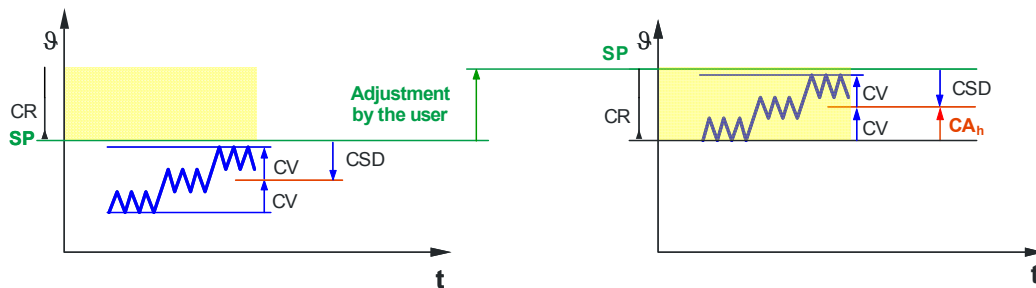 ϑ
CR
SP
CV
CSD
CV
t
Adjustment
by the user
ϑ
SP
CR
CV
CSD
CV
CAh
t